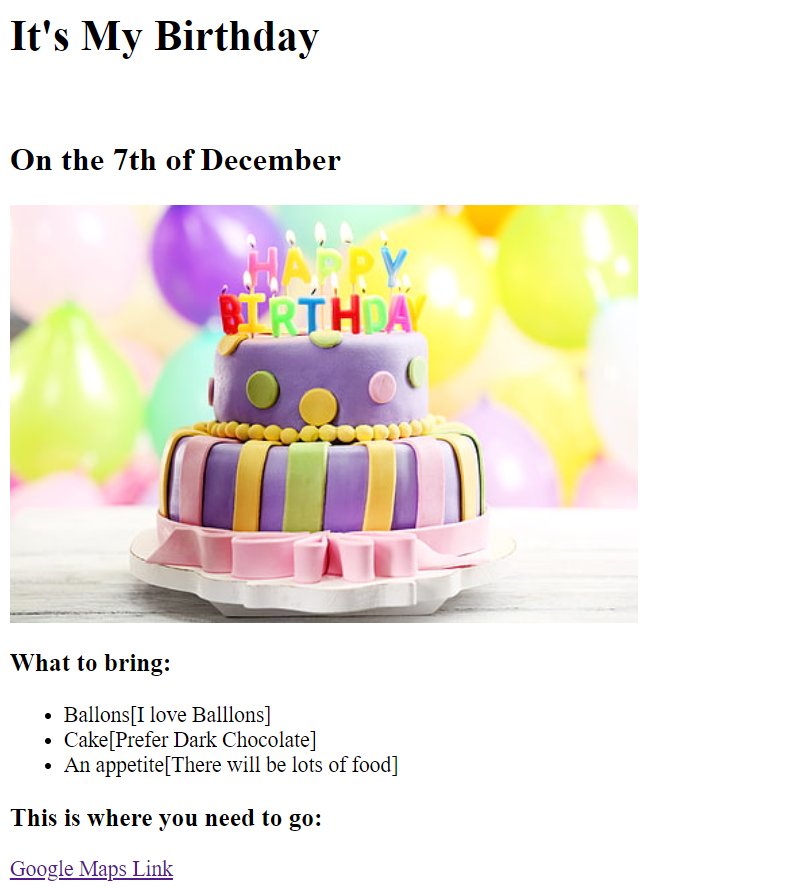 It's My Birthday
On the 7th of December
HAPPY
BIRTHDAY
What to bring:
Ballons[I love Balllons]
Cake[Prefer Dark Chocolate]
An appetite[There will be lots of food]
This is where you need to go:
Google Maps Link